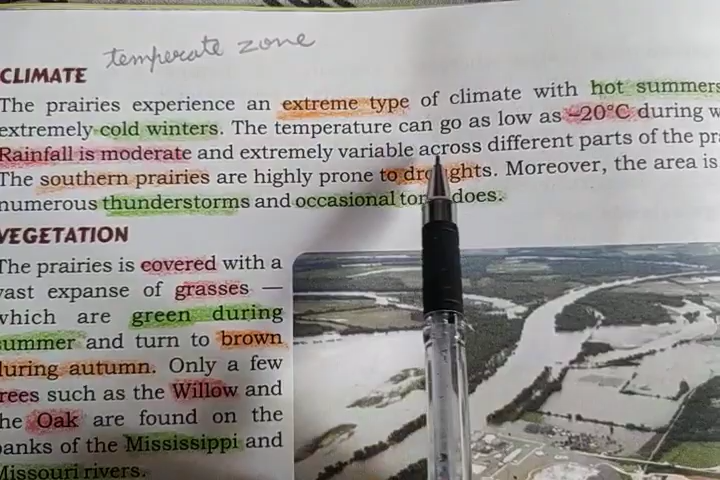 temperate zone
CLIMATE
The prairies experience an extreme type of climate with hot summers
extremely cold winters. The temperature can go as low as –20°C during
Rainfall is moderate and extremely variable across different parts of the
The southern prairies are highly prone to droughts. Moreover, the area is
numerous thunderstorms and occasional tornadoes.
VEGETATION
The prairies is covered with a
vast expanse of grasses —
which are green during
summer and turn to brown
during autumn. Only a few
trees such as the Willow and
the Oak are found on the
banks of the Mississippi and
Missouri rivers.